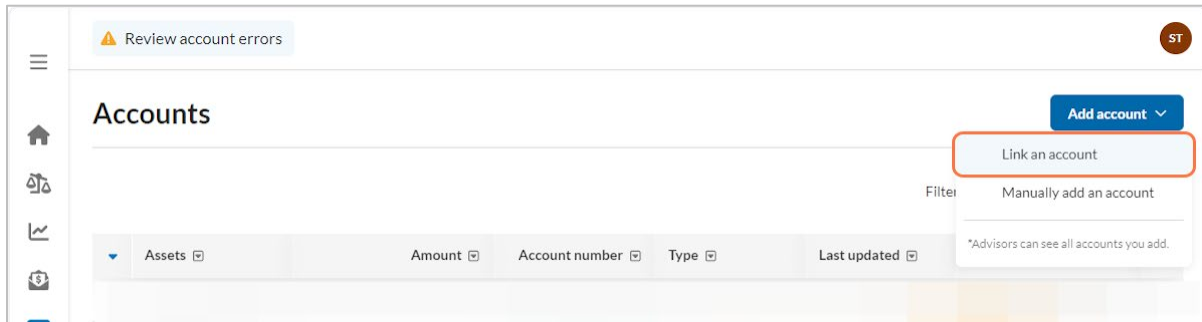 Review account errors
ST
Accounts
Add account
Link an account
Filter
Manually add an account
*Advisors can see all accounts you add.
Assets Amount Account number Type Last updated